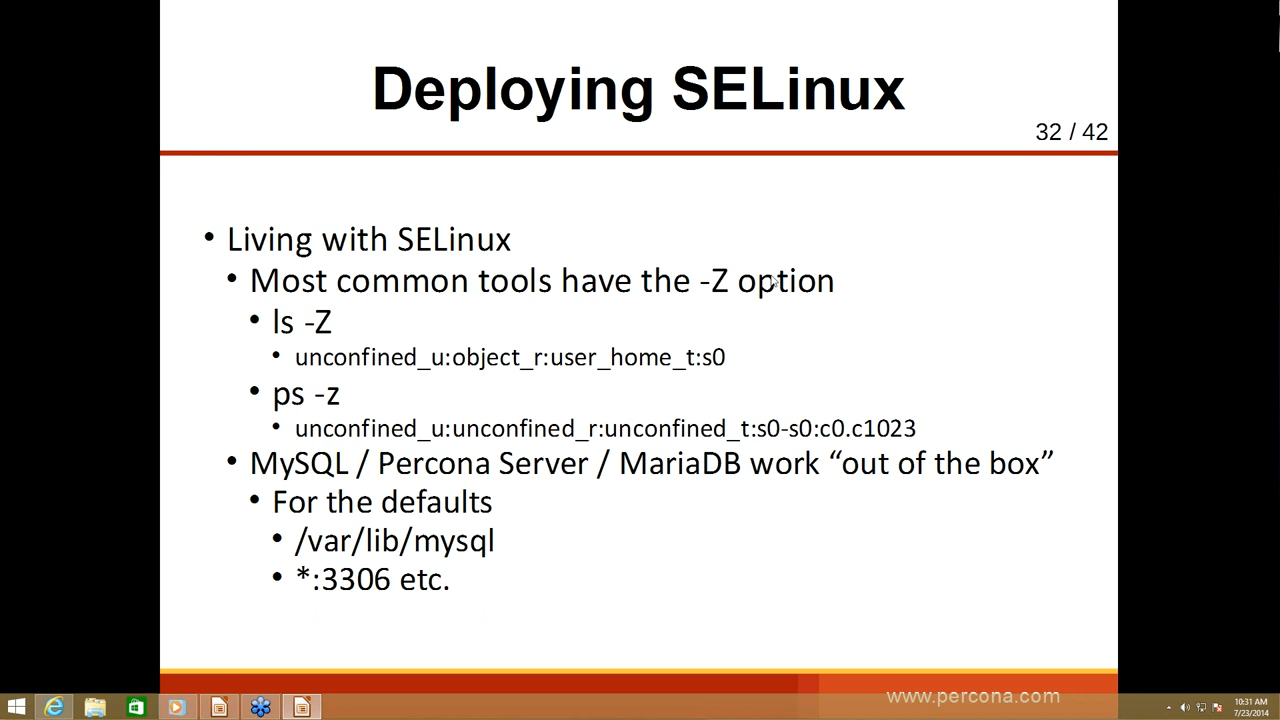 Deploying SELinux
32 / 42
• Living with SELinux
• Most common tools have the -Z option
• ls -Z
• unconfined_u:object_r:user_home_t:s0
• ps -z
• unconfined_u:unconfined_r:unconfined_t:s0-s0:c0.c1023
• MySQL / Percona Server / MariaDB work “out of the box”
• For the defaults
• /var/lib/mysql
• *:3306 etc.
www.percona.com
10:31 AM
7/23/2014